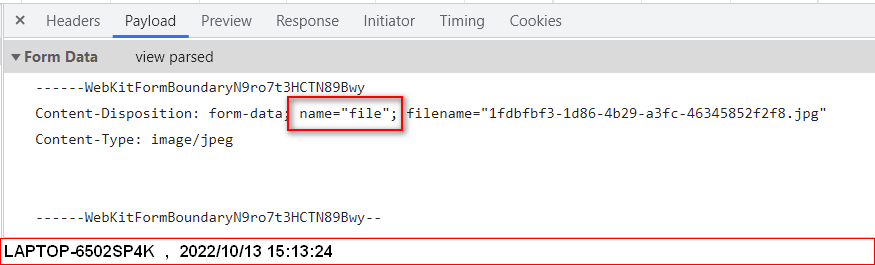 × Headers Payload Preview Response Initiator Timing Cookies
▼ Form Data view parsed
------WebKitFormBoundaryN9ro7t3HCTN89Bwy
Content-Disposition: form-data; name="file"; filename="1fdbfbf3-1d86-4b29-a3fc-46345852f2f8.jpg"
Content-Type: image/jpeg
------WebKitFormBoundaryN9ro7t3HCTN89Bwy--
LAPTOP-6502SP4K , 2022/10/13 15:13:24